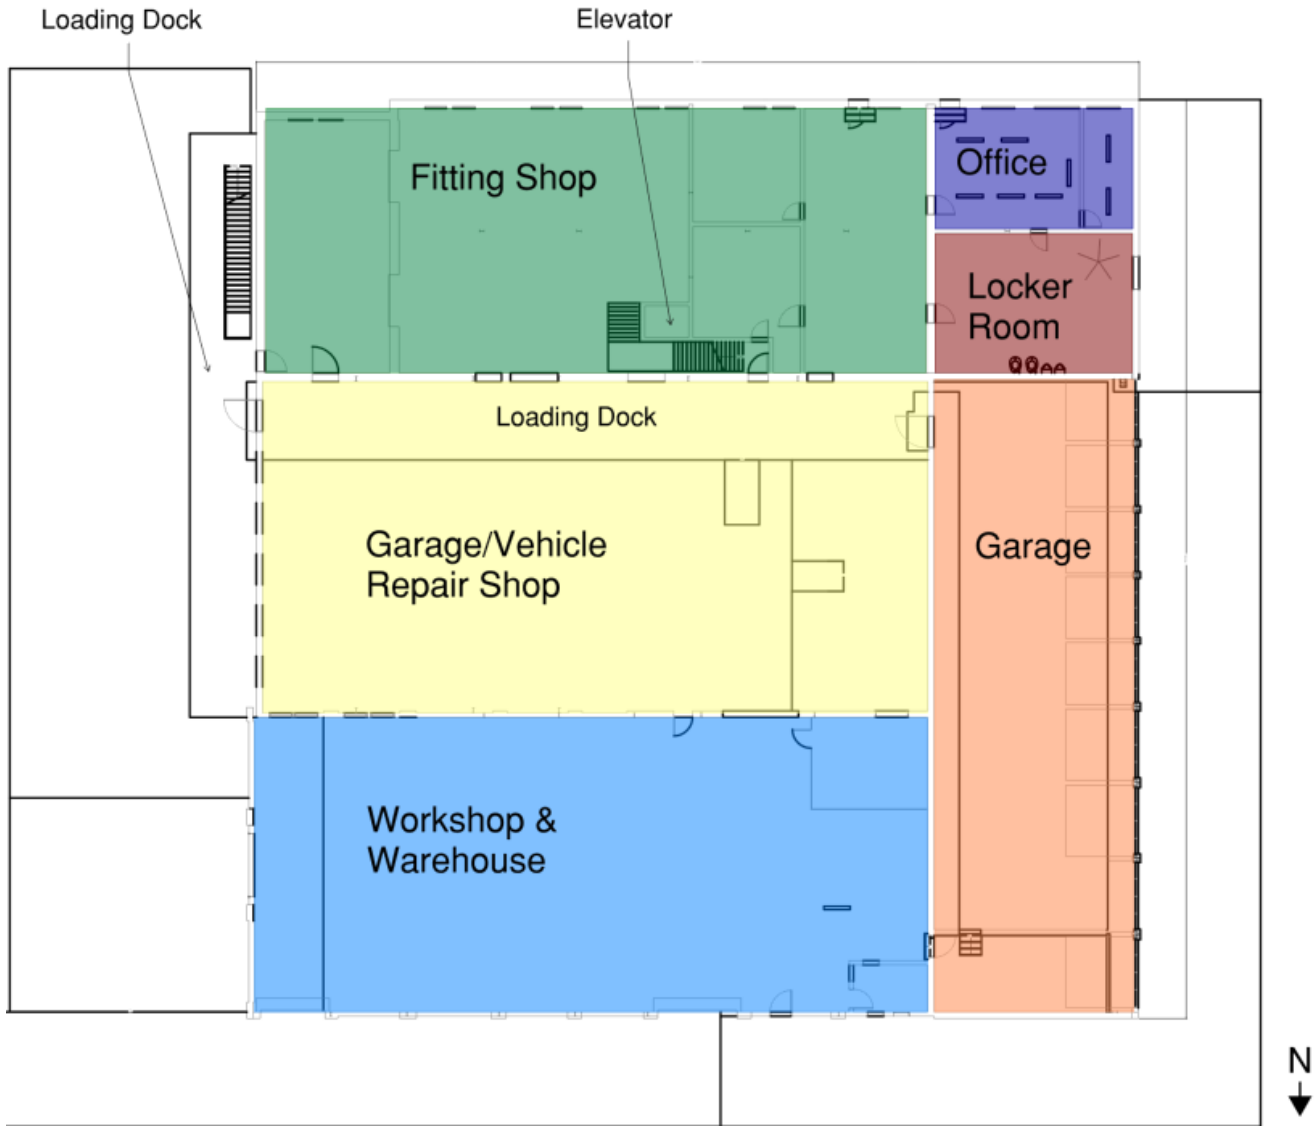 Loading Dock
Elevator
Fitting Shop
Office
Locker
Room
Loading Dock
Garage/Vehicle
Repair Shop
Garage
Workshop &
Warehouse
N